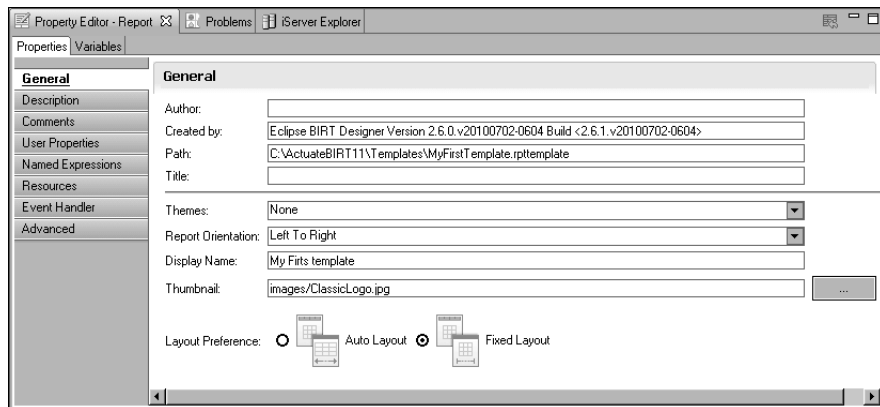 Property Editor - Report Problems iServer Explorer
Properties Variables
General
Description
Comments
User Properties
Named Expressions
Resources
Event Handler
Advanced
General
Author:
Created by: Eclipse BIRT Designer Version 2.6.0.v20100702-0604 Build <2.6.1.v20100702-0604>
Path: C:\ActuateBIRT11\Templates\MyFirstTemplate.rpttemplate
Title:
Themes: None
Report Orientation: Left To Right
Display Name: My Firts template
Thumbnail: images/ClassicLogo.jpg ...
Layout Preference: Auto Layout Fixed Layout